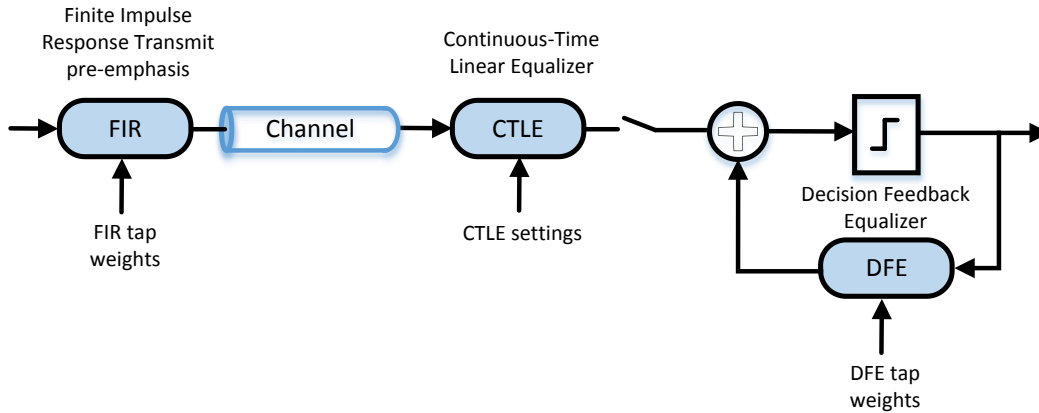 Finite Impulse
Response Transmit
pre-emphasis
Continuous-Time
Linear Equalizer
FIR
Channel
CTLE
Decision Feedback
Equalizer
FIR tap
weights
CTLE settings
DFE
DFE tap
weights